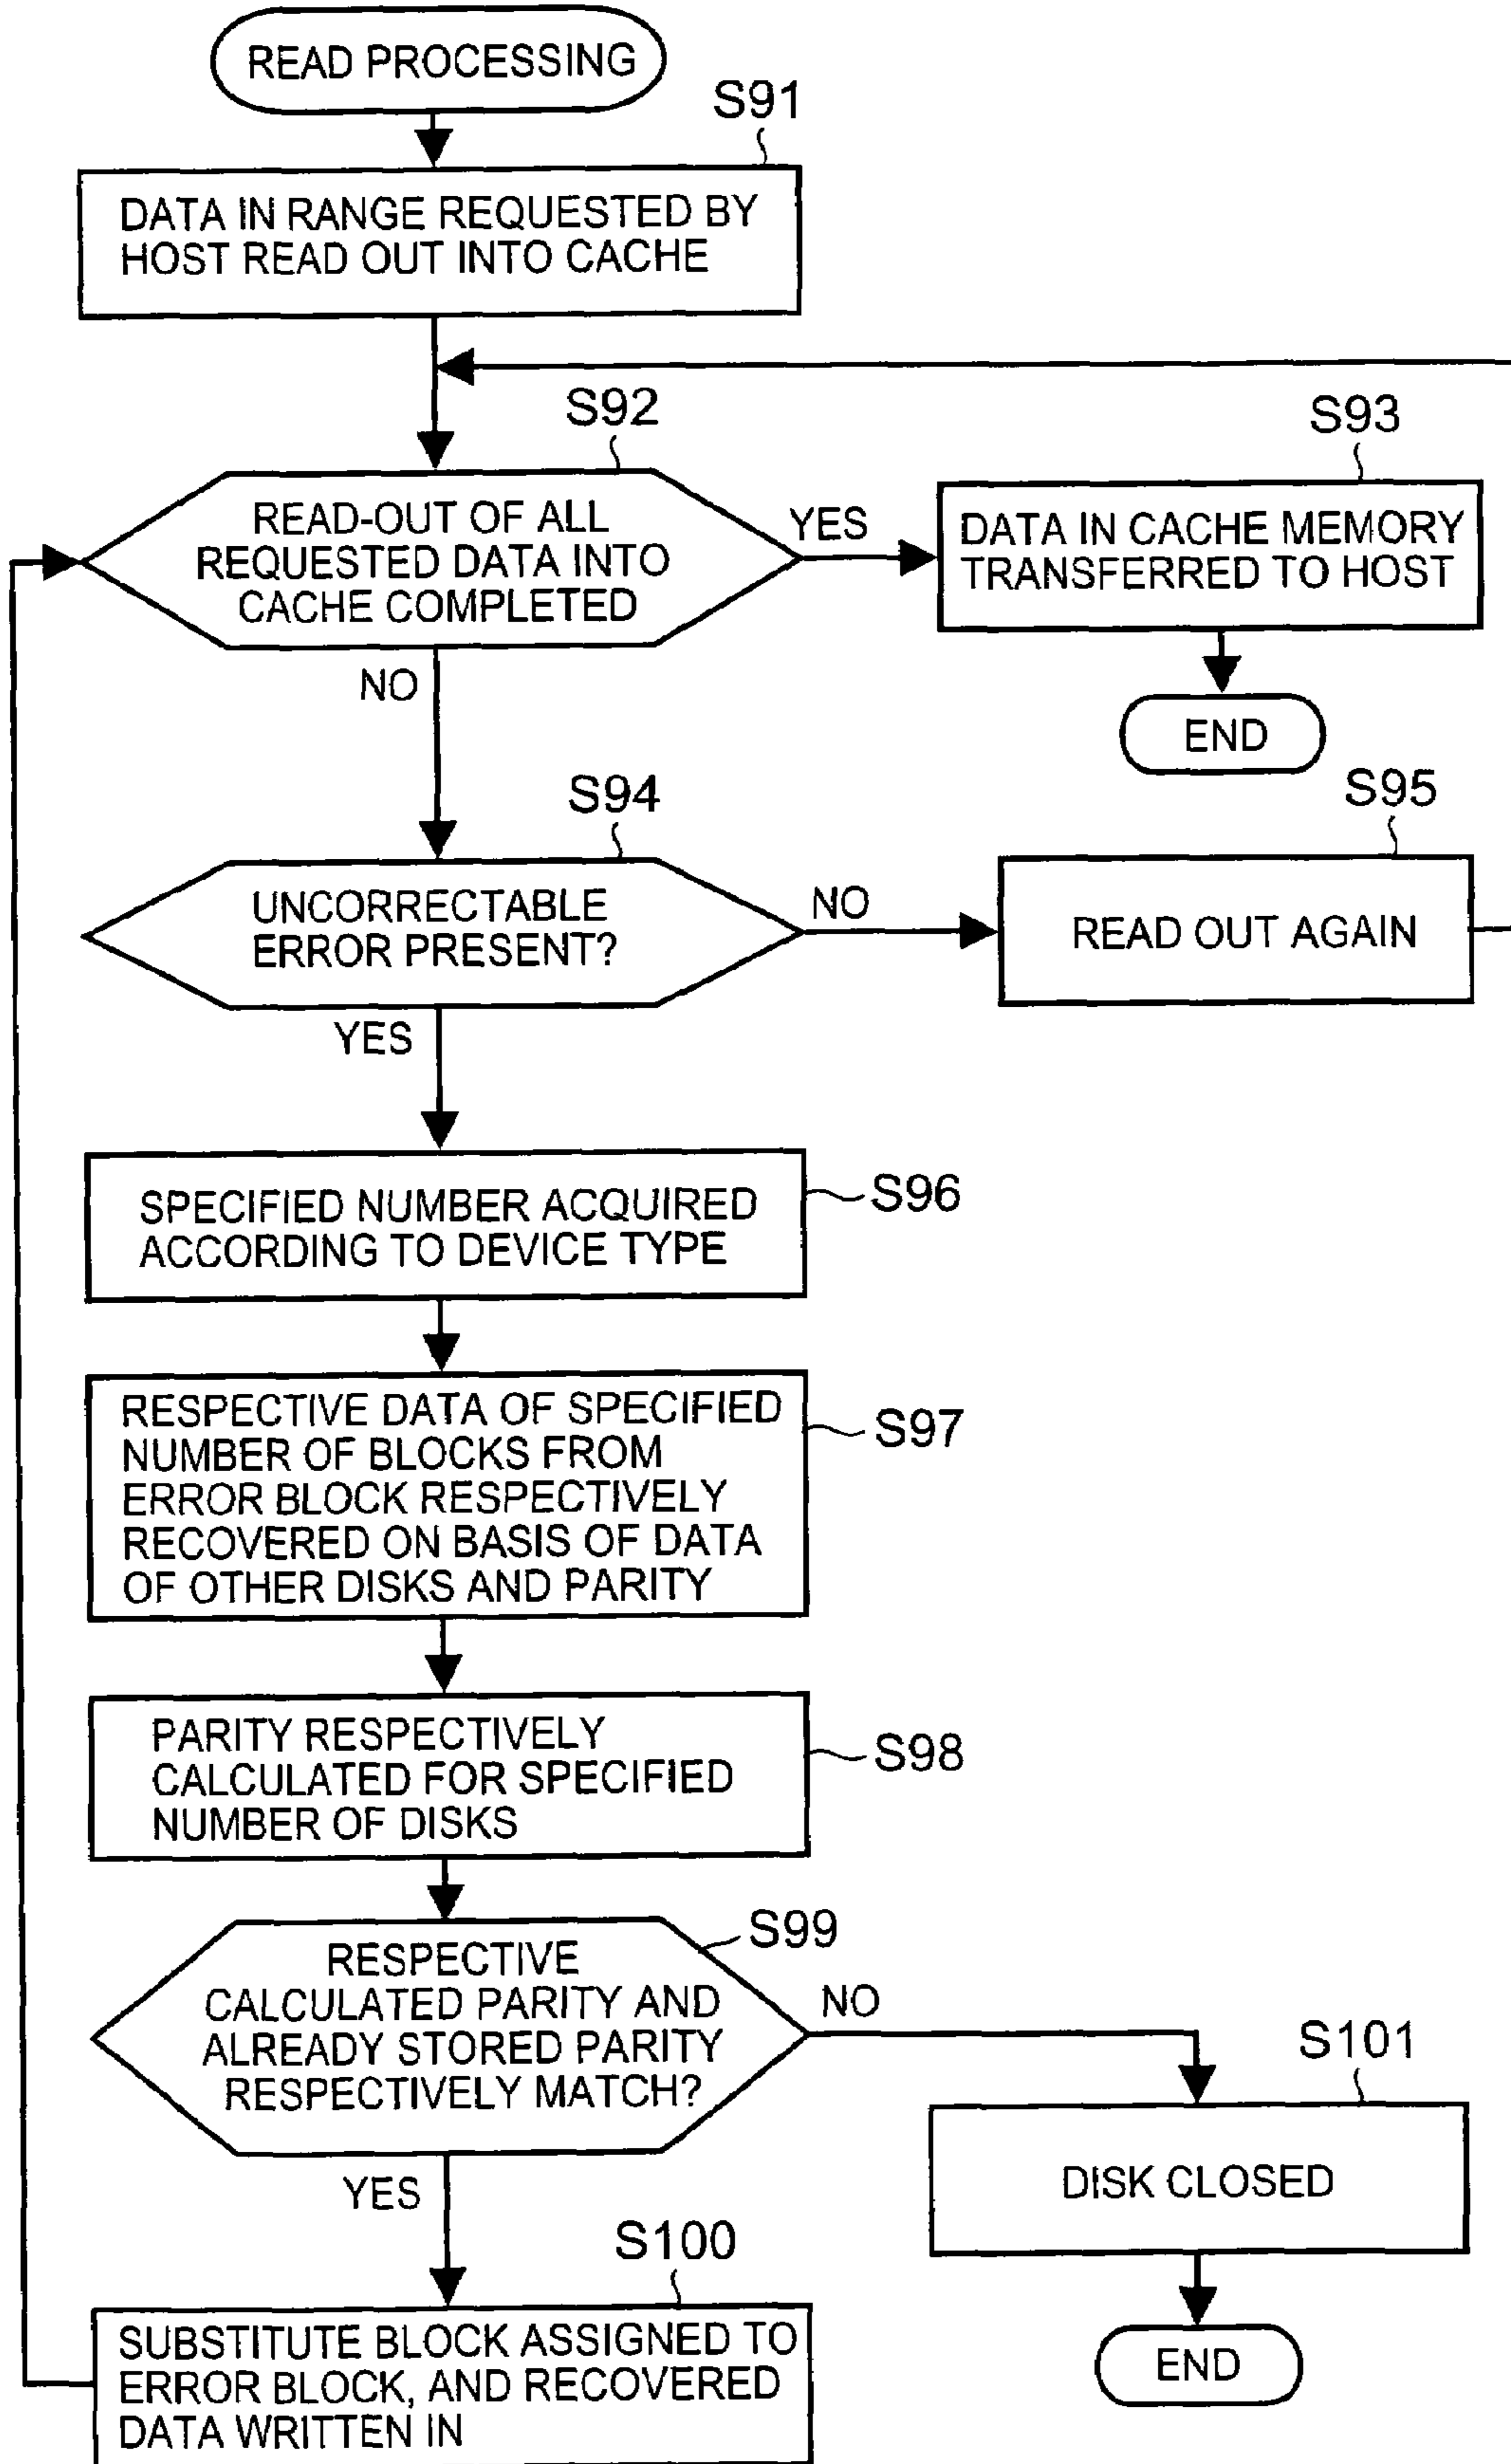 READ PROCESSING
S91
DATA IN RANGE REQUESTED BY
HOST READ OUT INTO CACHE
S92
READ-OUT OF ALL
REQUESTED DATA INTO
CACHE COMPLETED
YES
S93
DATA IN CACHE MEMORY
TRANSFERRED TO HOST
END
NO
S94
UNCORRECTABLE
ERROR PRESENT?
NO
S95
READ OUT AGAIN
YES
SPECIFIED NUMBER ACQUIRED
ACCORDING TO DEVICE TYPE
S96
RESPECTIVE DATA OF SPECIFIED
NUMBER OF BLOCKS FROM
ERROR BLOCK RESPECTIVELY
RECOVERED ON BASIS OF DATA
OF OTHER DISKS AND PARITY
S97
PARITY RESPECTIVELY
CALCULATED FOR SPECIFIED
NUMBER OF DISKS
S98
S99
RESPECTIVE
CALCULATED PARITY AND
ALREADY STORED PARITY
RESPECTIVELY MATCH?
NO
S101
DISK CLOSED
END
YES
S100
SUBSTITUTE BLOCK ASSIGNED TO
ERROR BLOCK, AND RECOVERED
DATA WRITTEN IN